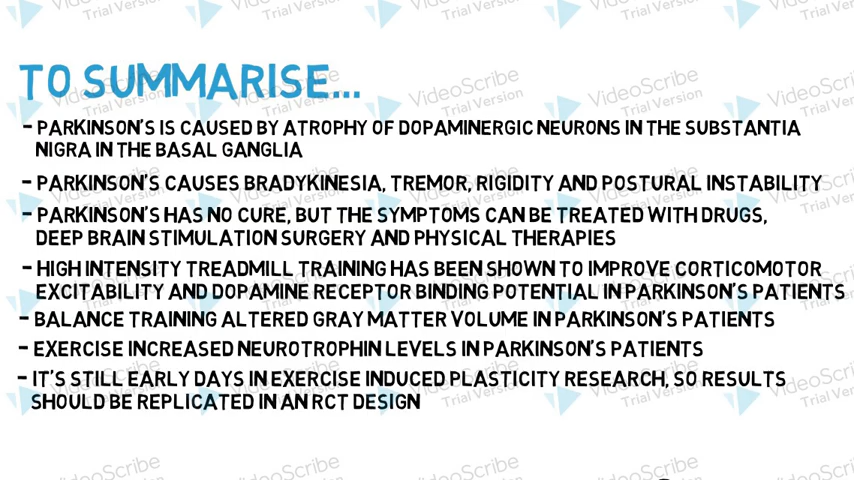 TO SUMMARISE...
- PARKINSON'S IS CAUSED BY ATROPHY OF DOPAMINERGIC NEURONS IN THE SUBSTANTIA
NIGRA IN THE BASAL GANGLIA
- PARKINSON'S CAUSES BRADYKINESIA, TREMOR, RIGIDITY AND POSTURAL INSTABILITY
- PARKINSON'S HAS NO CURE, BUT THE SYMPTOMS CAN BE TREATED WITH DRUGS,
DEEP BRAIN STIMULATION SURGERY AND PHYSICAL THERAPIES
- HIGH INTENSITY TREADMILL TRAINING HAS BEEN SHOWN TO IMPROVE CORTICOMOTOR
EXCITABILITY AND DOPAMINE RECEPTOR BINDING POTENTIAL IN PARKINSON'S PATIENTS
- BALANCE TRAINING ALTERED GRAY MATTER VOLUME IN PARKINSON'S PATIENTS
- EXERCISE INCREASED NEUROTROPHIN LEVELS IN PARKINSON'S PATIENTS
- IT'S STILL EARLY DAYS IN EXERCISE INDUCED PLASTICITY RESEARCH, SO RESULTS
SHOULD BE REPLICATED IN AN RCT DESIGN
VideoScribe
Trial Version